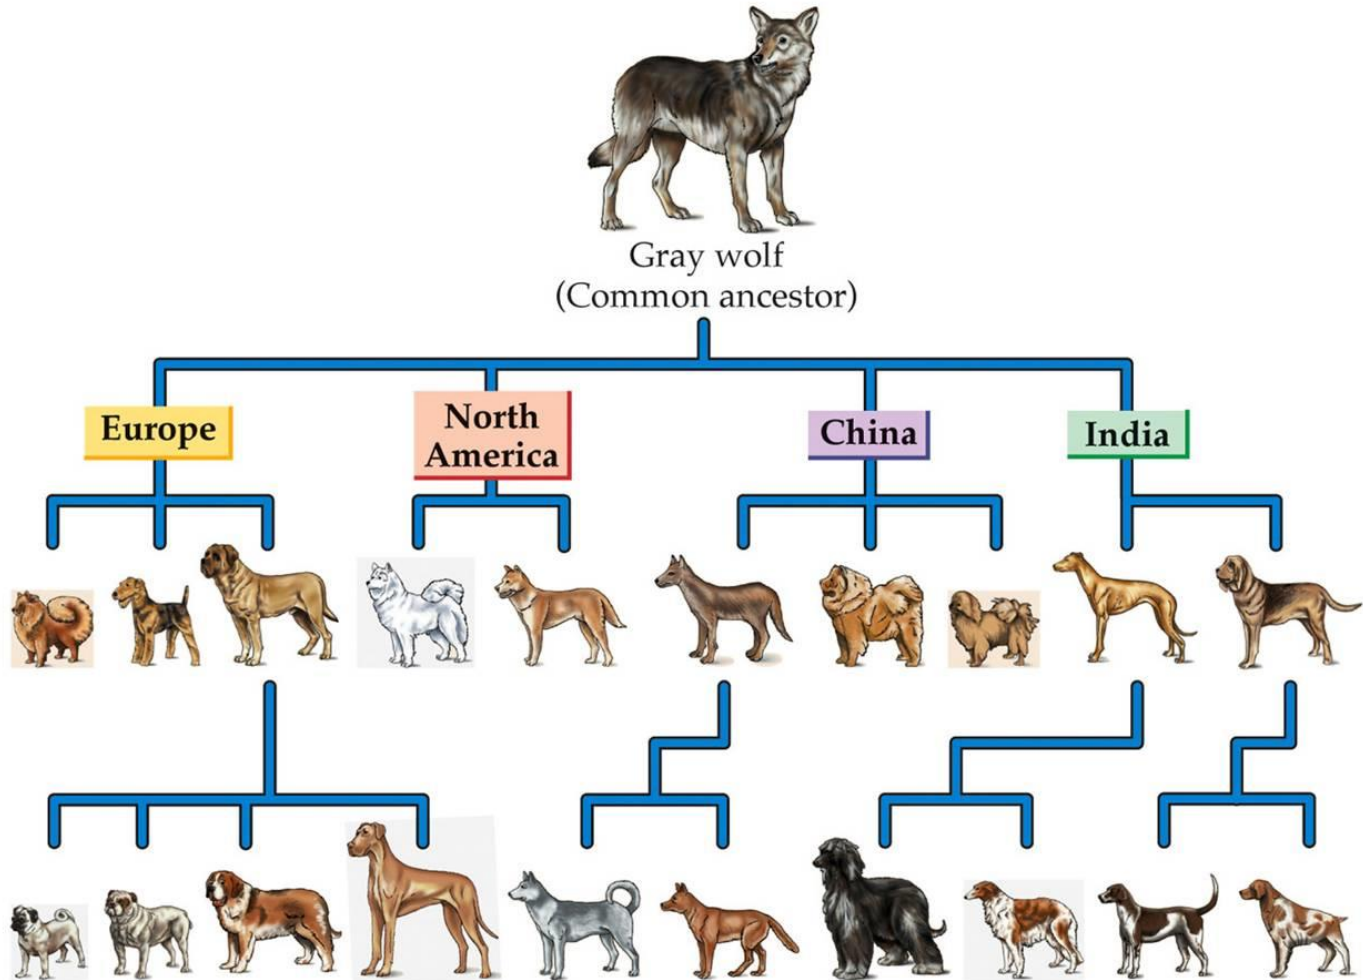 Gray wolf
(Common ancestor)
Europe
North
America
China
India